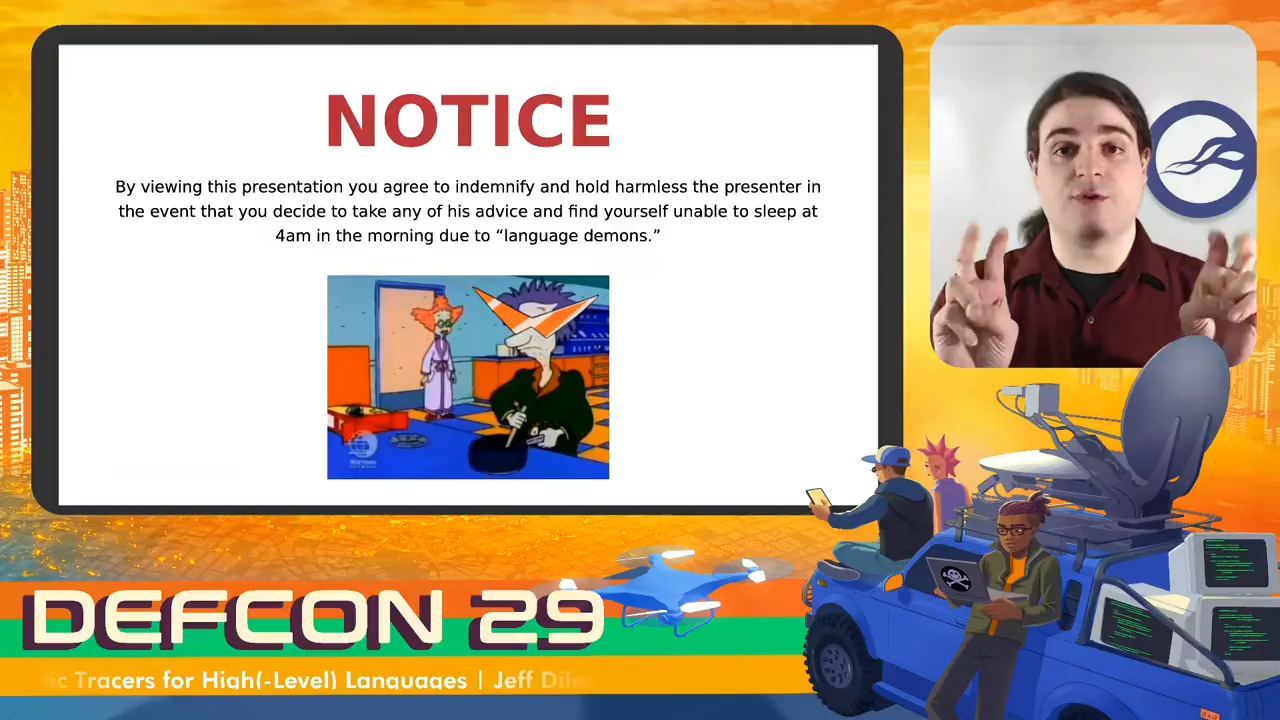 NOTICE
By viewing this presentation you agree to indemnify and hold harmless the presenter in
the event that you decide to take any of his advice and find yourself unable to sleep at
4am in the morning due to “language demons.”
DEFCON 29
Tracers for High(-Level) Languages | Jeff